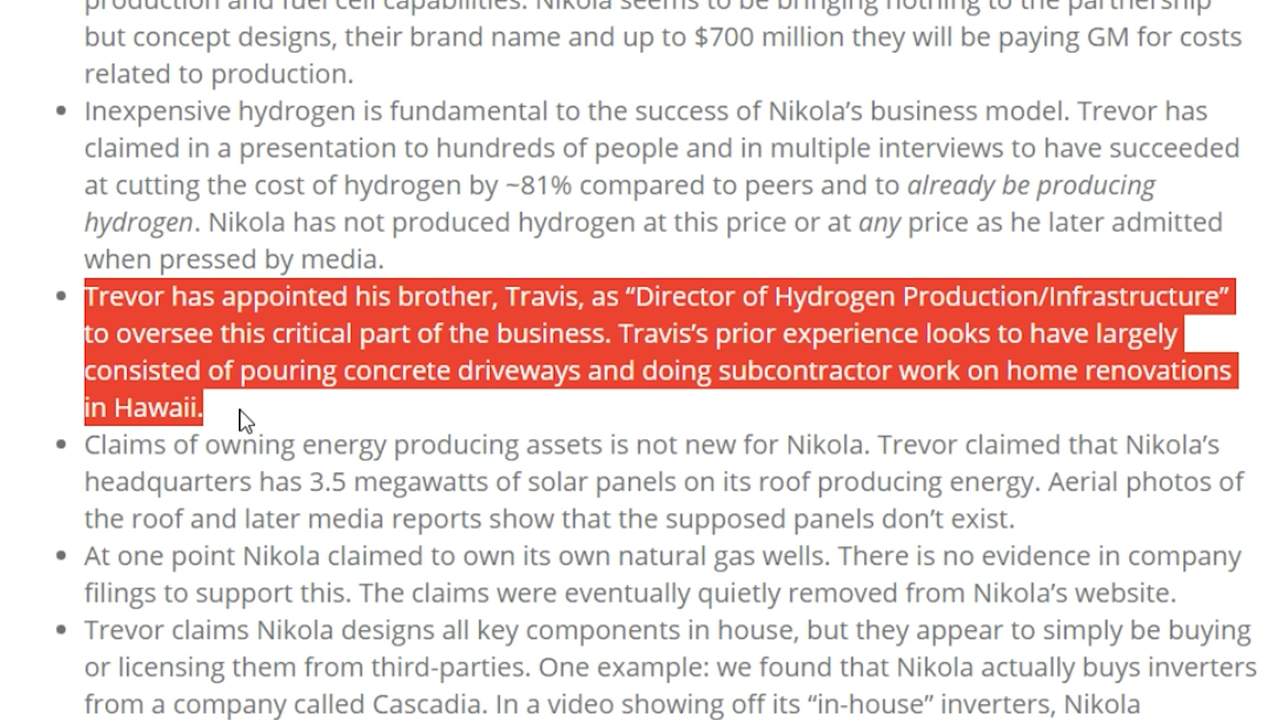 production and fuel cell capabilities. Nikola seems to be bringing nothing to the partnership
but concept designs, their brand name and up to $700 million they will be paying GM for costs
related to production.
• Inexpensive hydrogen is fundamental to the success of Nikola’s business model. Trevor has
claimed in a presentation to hundreds of people and in multiple interviews to have succeeded
at cutting the cost of hydrogen by ~81% compared to peers and to already be producing
hydrogen. Nikola has not produced hydrogen at this price or at any price as he later admitted
when pressed by media.
• Trevor has appointed his brother, Travis, as “Director of Hydrogen Production/Infrastructure”
to oversee this critical part of the business. Travis’s prior experience looks to have largely
consisted of pouring concrete driveways and doing subcontractor work on home renovations
in Hawaii.
• Claims of owning energy producing assets is not new for Nikola. Trevor claimed that Nikola’s
headquarters has 3.5 megawatts of solar panels on its roof producing energy. Aerial photos of
the roof and later media reports show that the supposed panels don’t exist.
• At one point Nikola claimed to own its own natural gas wells. There is no evidence in company
filings to support this. The claims were eventually quietly removed from Nikola’s website.
• Trevor claims Nikola designs all key components in house, but they appear to simply be buying
or licensing them from third-parties. One example: we found that Nikola actually buys inverters
from a company called Cascadia. In a video showing off its “in-house” inverters, Nikola